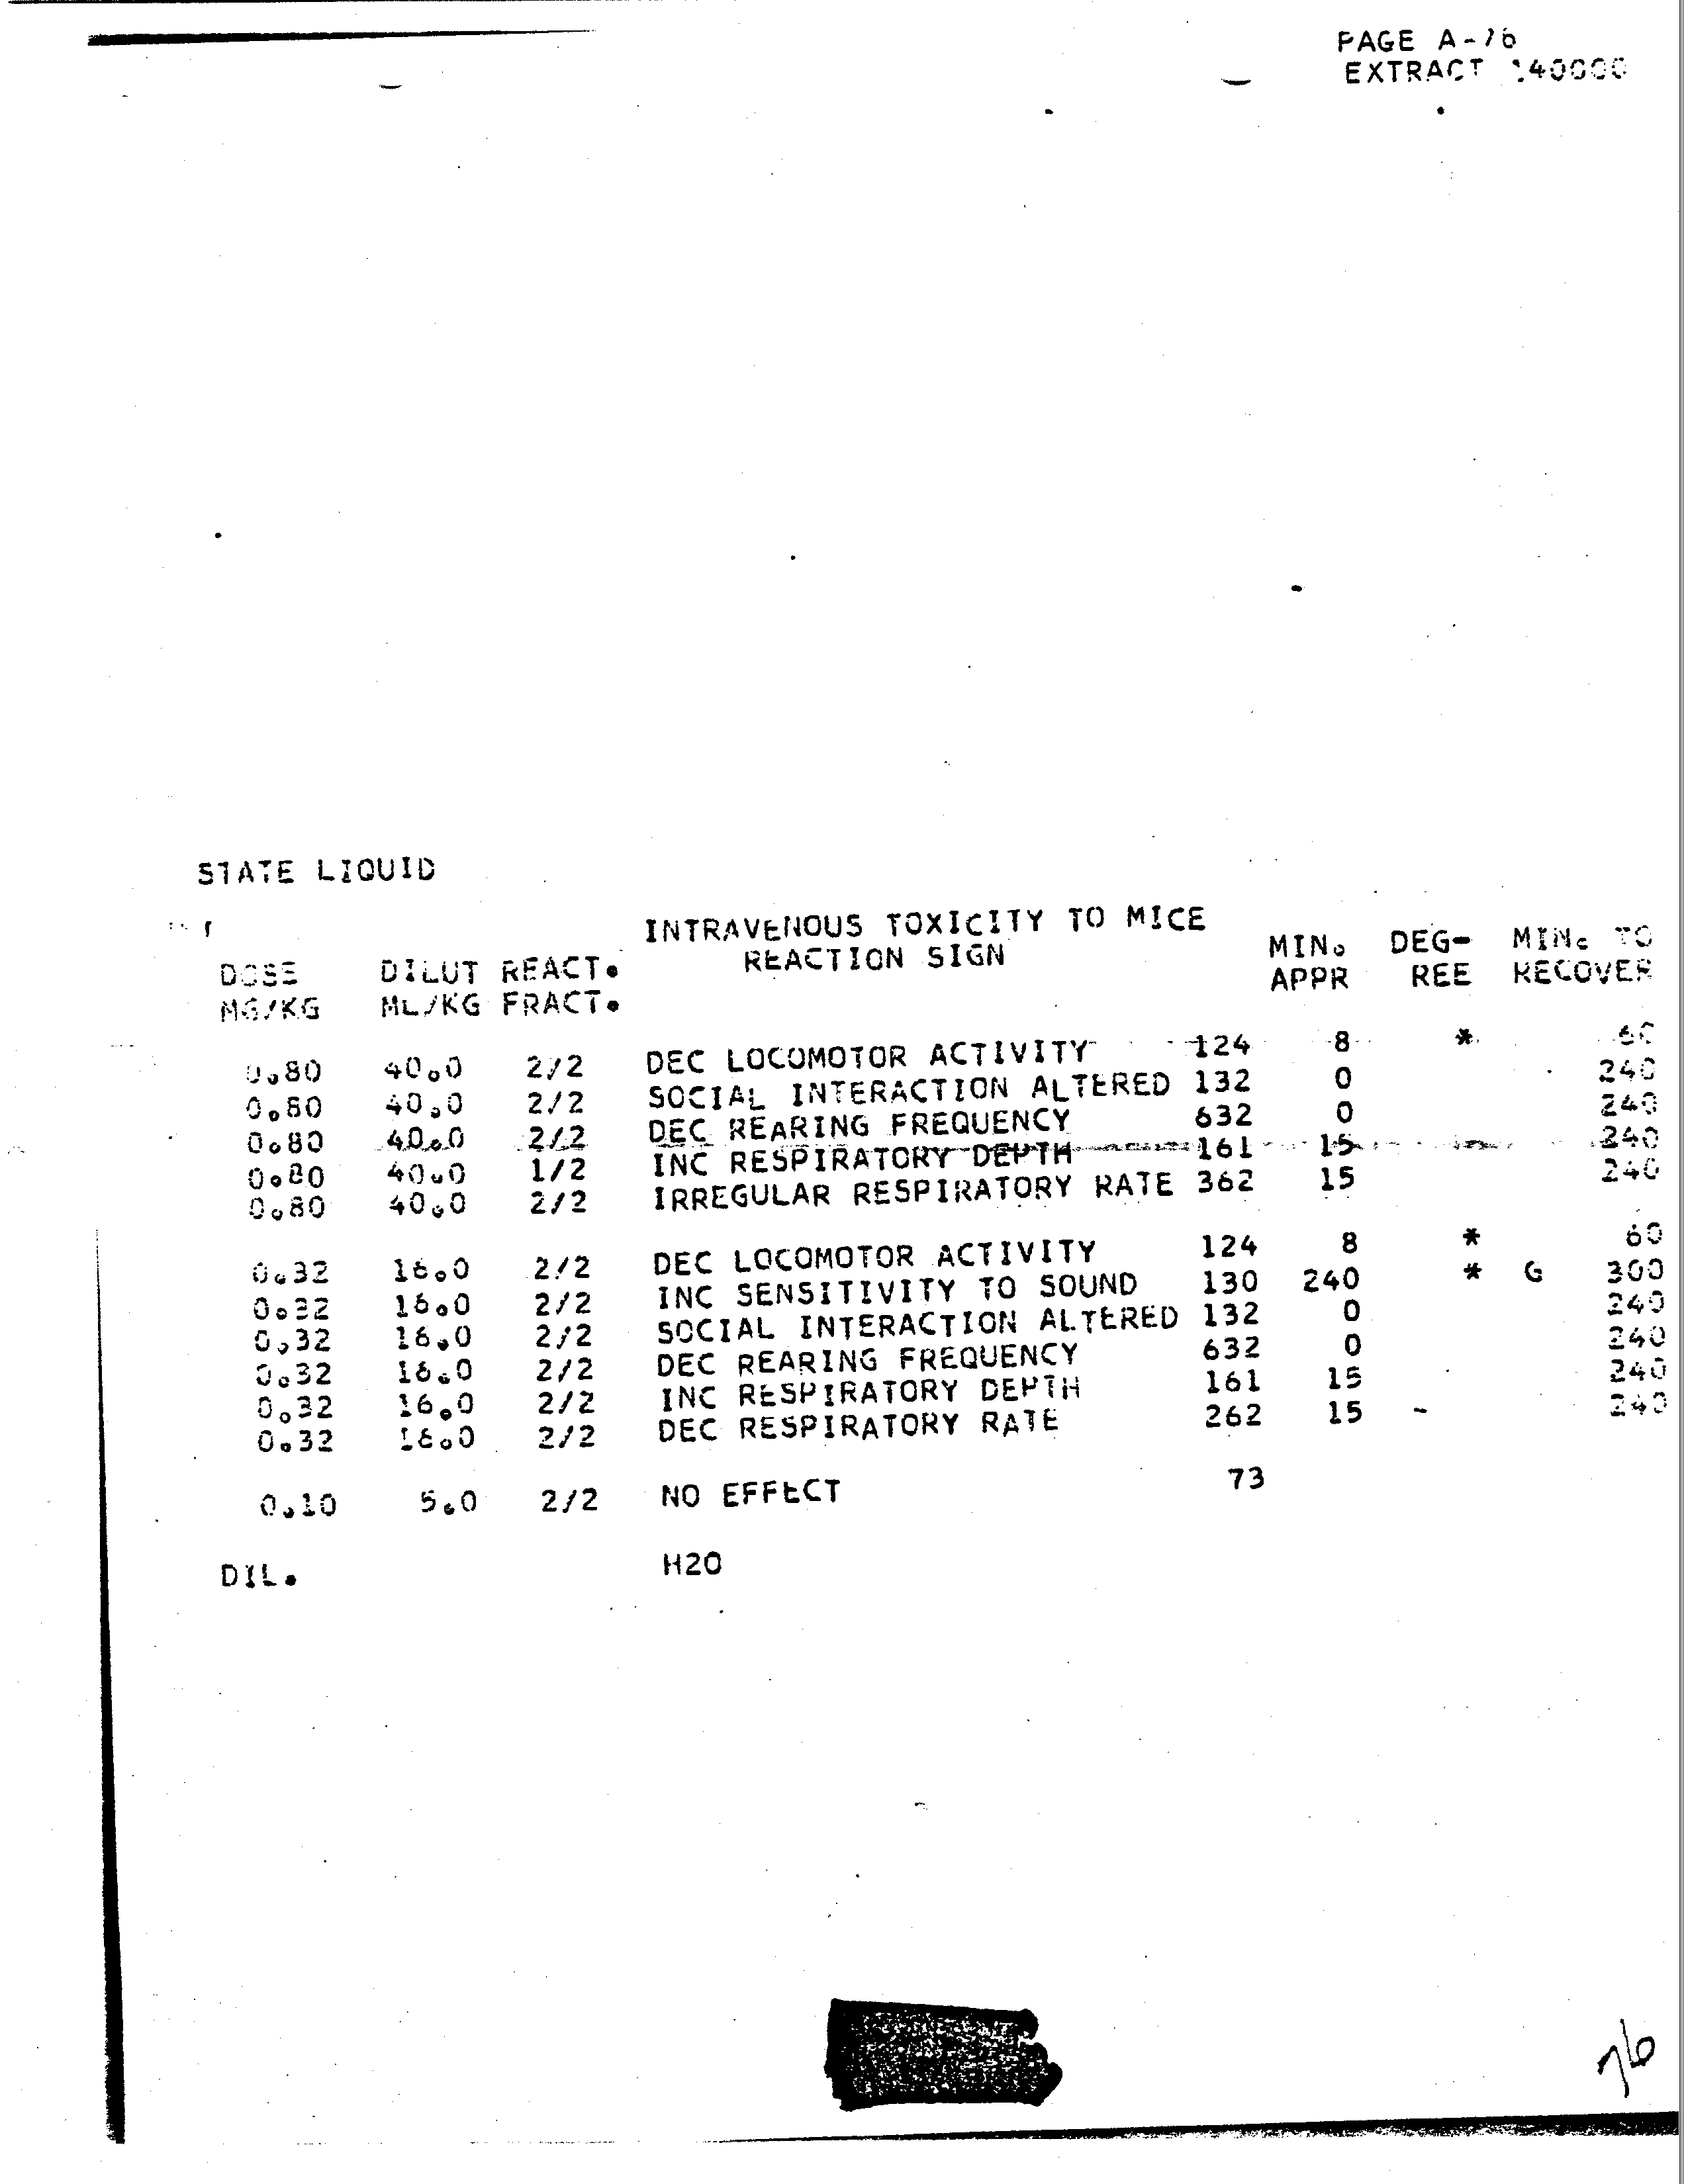 PAGE A-76
EXTRACT 140000
STATE LIQUID
INTRAVENOUS TOXICITY TO MICE
DOSE DILUT REACT. REACTION SIGN MIN. DEG- MIN. TO
MG/KG ML/KG FRACT. APPR REE RECOVER
0.80 40.0 2/2 DEC LOCOMOTOR ACTIVITY 124 8 * 60
0.80 40.0 2/2 SOCIAL INTERACTION ALTERED 132 0 240
0.80 40.0 2/2 DEC REARING FREQUENCY 632 0 240
0.80 40.0 1/2 INC RESPIRATORY DEPTH 161 15 240
0.80 40.0 2/2 IRREGULAR RESPIRATORY RATE 362 15 240
0.32 16.0 2/2 DEC LOCOMOTOR ACTIVITY 124 8 * 60
0.32 16.0 2/2 INC SENSITIVITY TO SOUND 130 240 * G 300
0.32 16.0 2/2 SOCIAL INTERACTION ALTERED 132 0 240
0.32 16.0 2/2 DEC REARING FREQUENCY 632 0 240
0.32 16.0 2/2 INC RESPIRATORY DEPTH 161 15 240
0.32 16.0 2/2 DEC RESPIRATORY RATE 262 15 - 240
0.10 5.0 2/2 NO EFFECT 73
DIL. H2O
76